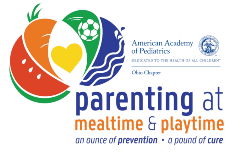 American Academy
of Pediatrics
DEDICATED TO THE HEALTH OF ALL CHILDREN®
Ohio Chapter
parenting at
mealtime & playtime
an ounce of prevention • a pound of cure